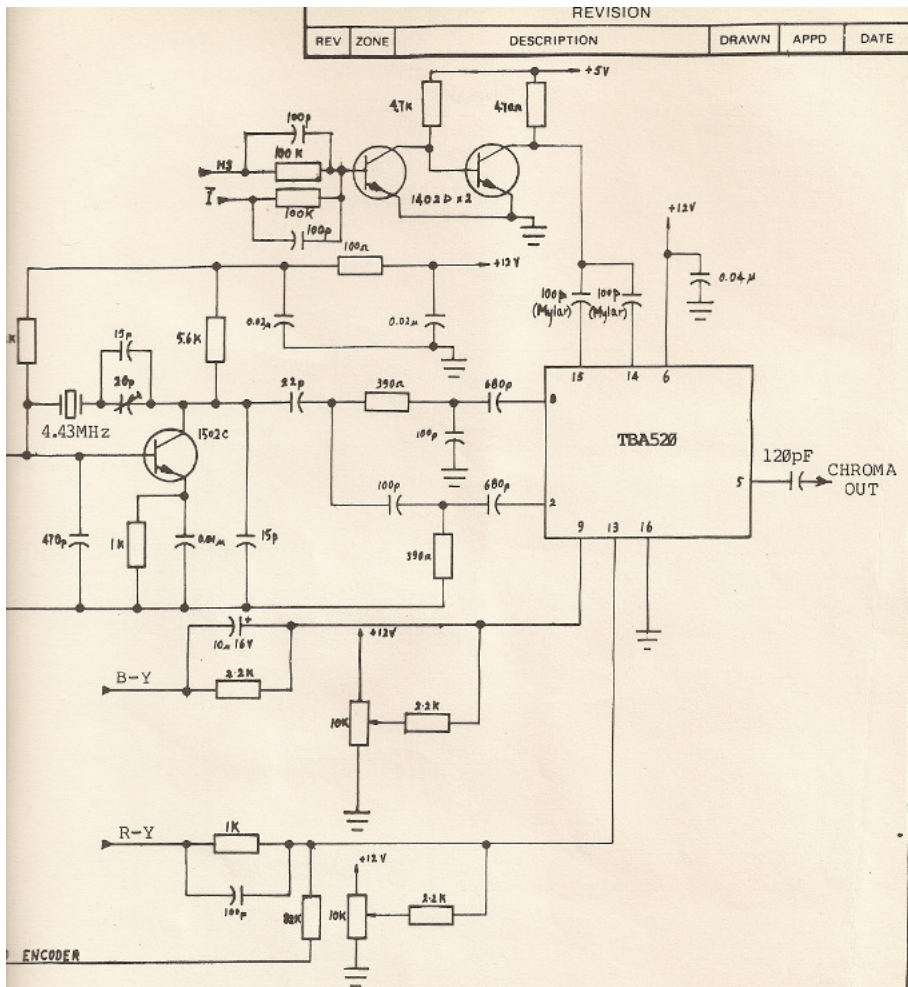 REVISION
REV ZONE DESCRIPTION DRAWN APPD DATE
+5V
4.7K
470Ω
100p
HS
100K
I
100K
100p
1402D x 2
+12V
100Ω
+12V
0.04µ
100p (Mylar)
100p (Mylar)
0.02µ
0.02µ
K
15p
5.6K
20p
22p
390Ω
680p
15 14 6
8
4.43MHz
1502C
100p
TBA520
120pF
CHROMA OUT
5
100p
680p
2
9 13 16
470p
1K
0.01µ
15p
390Ω
10µ 16V
+
+12V
B-Y
2.2K
10K
2.2K
R-Y
1K
+12V
100p
82K
10K
2.2K
ENCODER